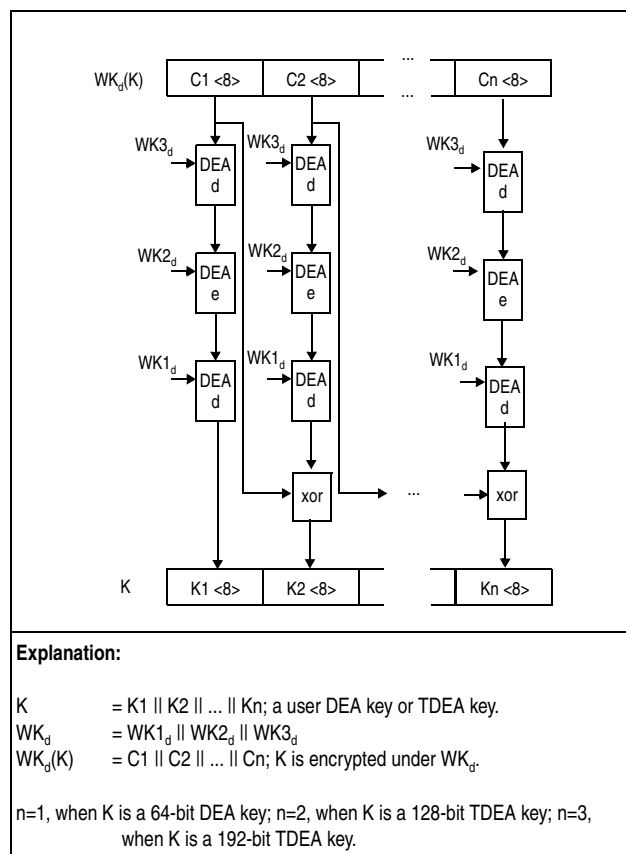 ...
WKd(K) C1 <8> C2 <8> Cn <8>
...
WK3d WK3d WK3d
DEA DEA DEA
d d d
WK2d WK2d WK2d
DEA DEA DEA
e e e
WK1d WK1d WK1d
DEA DEA DEA
d d d
xor ... xor
K K1 <8> K2 <8> ... Kn <8>
...
Explanation:
K = K1 || K2 || ... || Kn; a user DEA key or TDEA key.
WKd = WK1d || WK2d || WK3d
WKd(K) = C1 || C2 || ... || Cn; K is encrypted under WKd.
n=1, when K is a 64-bit DEA key; n=2, when K is a 128-bit TDEA key; n=3,
when K is a 192-bit TDEA key.